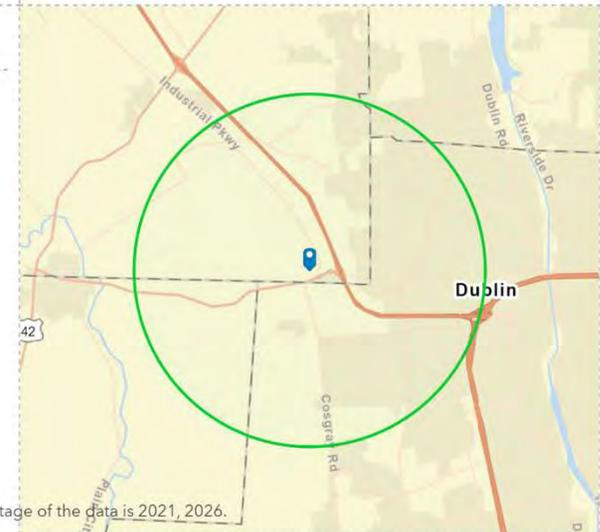 Industrial Pkwy
Dublin Rd
Riverside Dr
Dublin
42
Cosgray Rd
tage of the data is 2021, 2026.